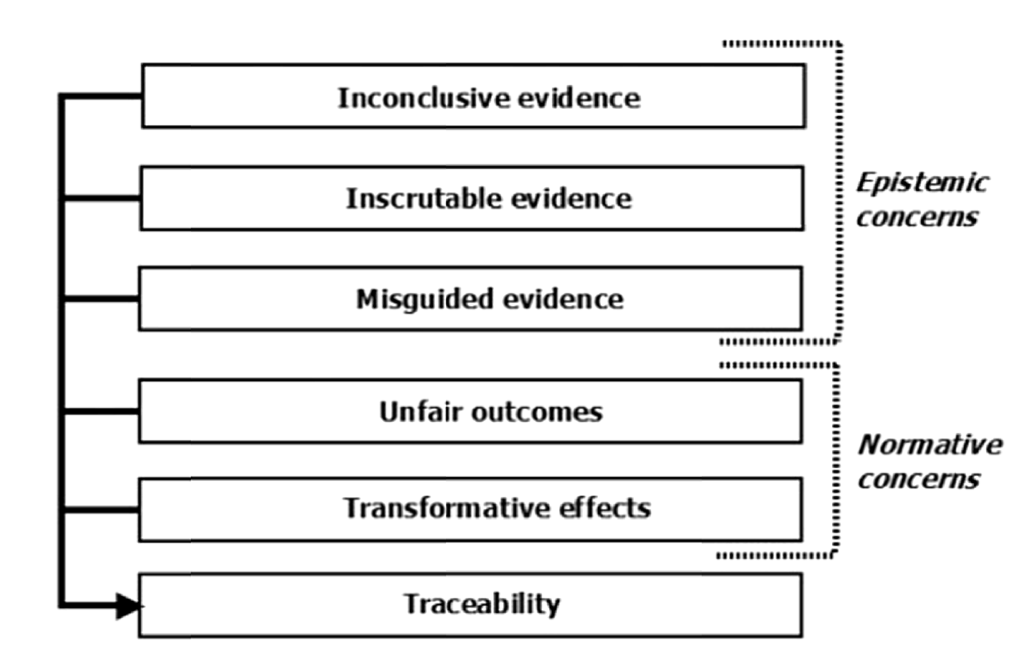 Inconclusive evidence
Inscrutable evidence
Misguided evidence
Epistemic
concerns
Unfair outcomes
Transformative effects
Normative
concerns
Traceability